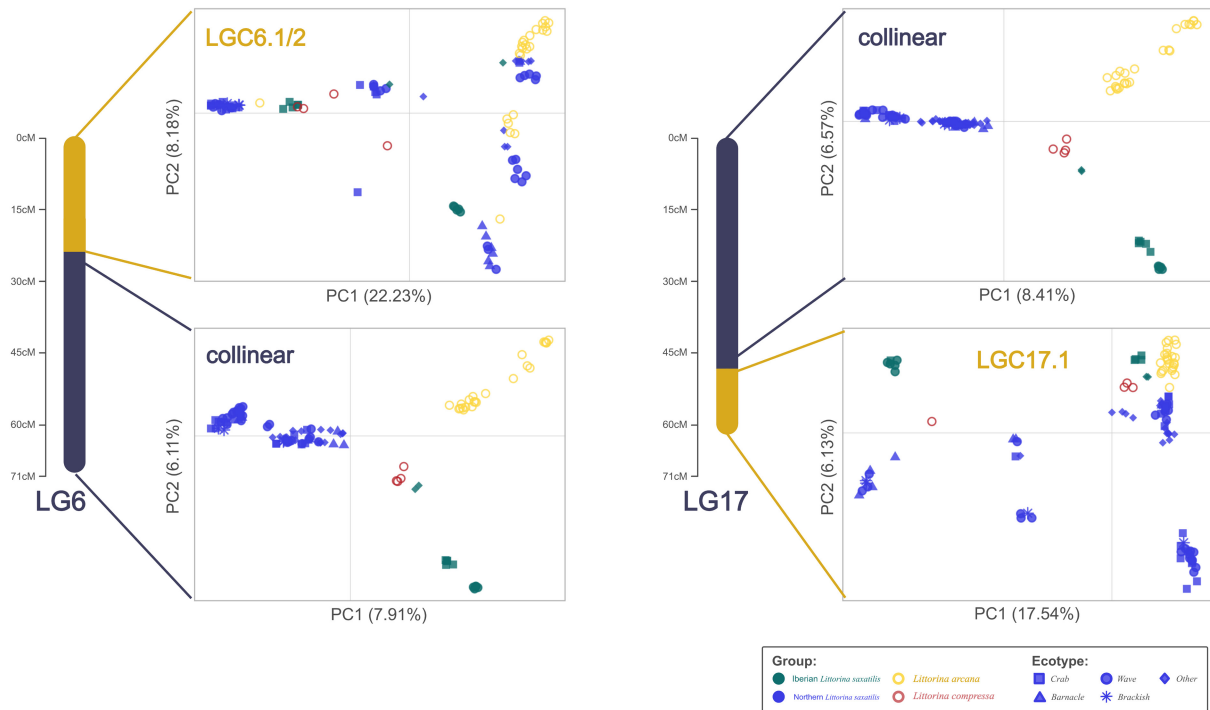 LGC6.1/2
PC2 (8.18%)
PC1 (22.23%)
0cM
15cM
30cM
45cM
60cM
71cM
LG6
collinear
PC2 (6.11%)
PC1 (7.91%)
collinear
PC2 (6.57%)
PC1 (8.41%)
0cM
15cM
30cM
45cM
60cM
71cM
LG17
LGC17.1
PC2 (6.13%)
PC1 (17.54%)
Group:
Iberian Littorina saxatilis
Littorina arcana
Northern Littorina saxatilis
Littorina compressa
Ecotype:
Crab
Wave
Other
Barnacle
Brackish